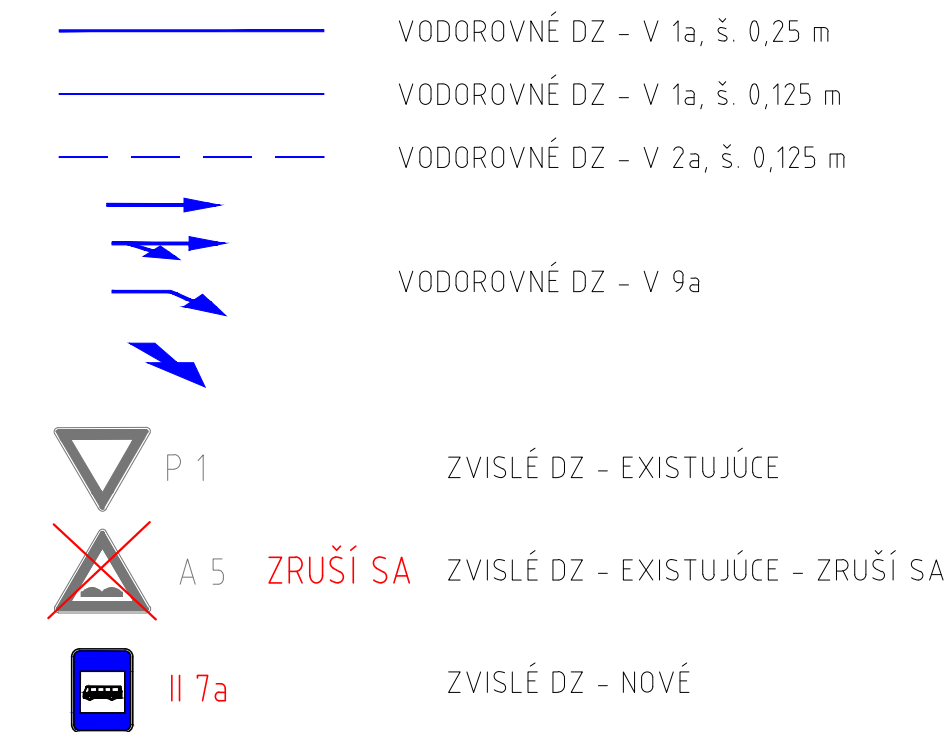 VODOROVNÉ DZ – V 1a, š. 0,25 m
VODOROVNÉ DZ – V 1a, š. 0,125 m
VODOROVNÉ DZ – V 2a, š. 0,125 m
VODOROVNÉ DZ – V 9a
P 1 ZVISLÉ DZ – EXISTUJÚCE
A 5 ZRUŠÍ SA ZVISLÉ DZ – EXISTUJÚCE – ZRUŠÍ SA
II 7a ZVISLÉ DZ – NOVÉ